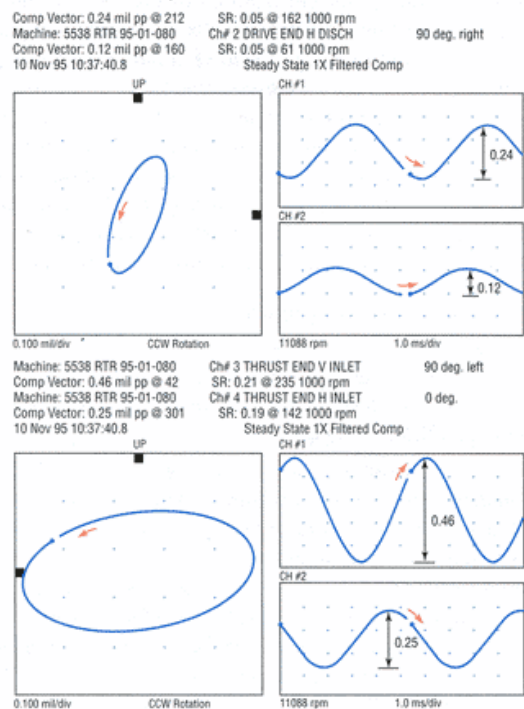 Comp Vector: 0.24 mil pp @ 212 SR: 0.05 @ 162 1000 rpm
Machine: 5538 RTR 95-01-080 Ch# 2 DRIVE END H DISCH 90 deg. right
Comp Vector: 0.12 mil pp @ 160 SR: 0.05 @ 61 1000 rpm
10 Nov 95 10:37:40.8 Steady State 1X Filtered Comp
UP CH #1
0.24
CH #2
0.12
0.100 mil/div CCW Rotation 11088 rpm 1.0 ms/div
Machine: 5538 RTR 95-01-080 Ch# 3 THRUST END V INLET 90 deg. left
Comp Vector: 0.46 mil pp @ 42 SR: 0.21 @ 235 1000 rpm
Machine: 5538 RTR 95-01-080 Ch# 4 THRUST END H INLET 0 deg.
Comp Vector: 0.25 mil pp @ 301 SR: 0.19 @ 142 1000 rpm
10 Nov 95 10:37:40.8 Steady State 1X Filtered Comp
UP CH #1
0.46
CH #2
0.25
0.100 mil/div CCW Rotation 11088 rpm 1.0 ms/div